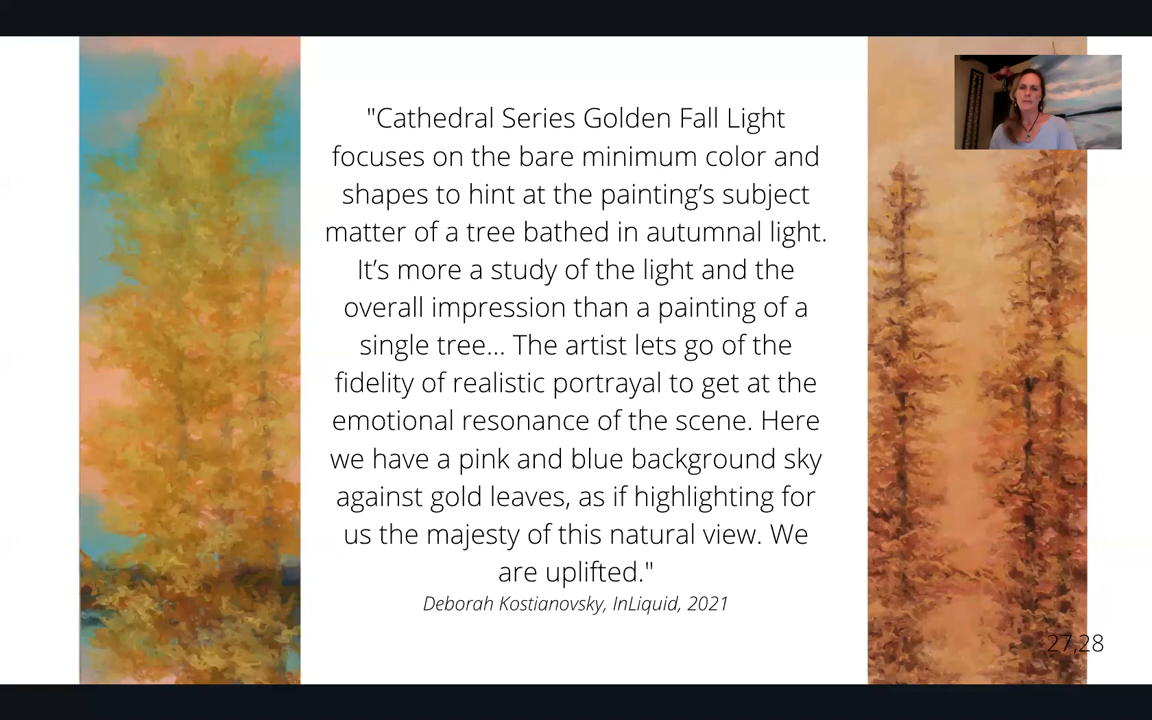 "Cathedral Series Golden Fall Light
focuses on the bare minimum color and
shapes to hint at the painting’s subject
matter of a tree bathed in autumnal light.
It’s more a study of the light and the
overall impression than a painting of a
single tree... The artist lets go of the
fidelity of realistic portrayal to get at the
emotional resonance of the scene. Here
we have a pink and blue background sky
against gold leaves, as if highlighting for
us the majesty of this natural view. We
are uplifted."
Deborah Kostianovsky, InLiquid, 2021
27,28